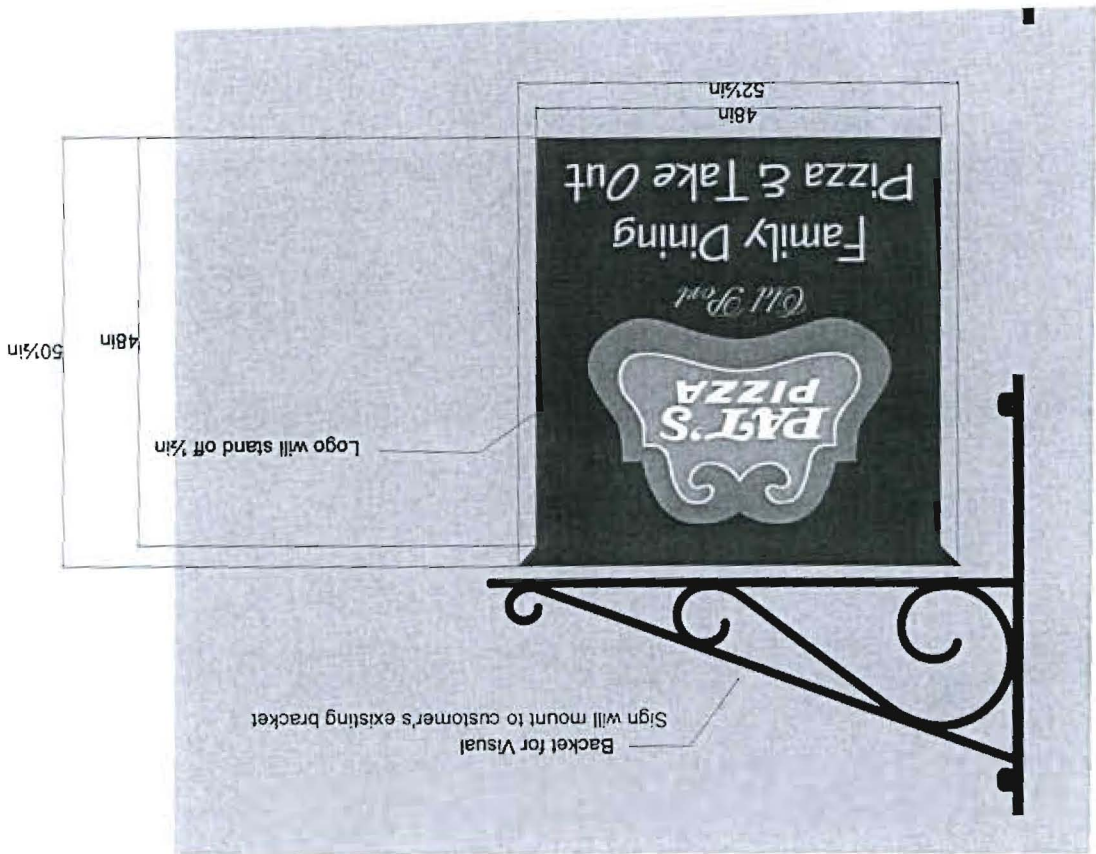 Backet for Visual
Sign will mount to customer's existing bracket
PAT'S
PIZZA
Old Port
Family Dining
Pizza & Take Out
Logo will stand off ½in
48in
50½in
48in
52½in